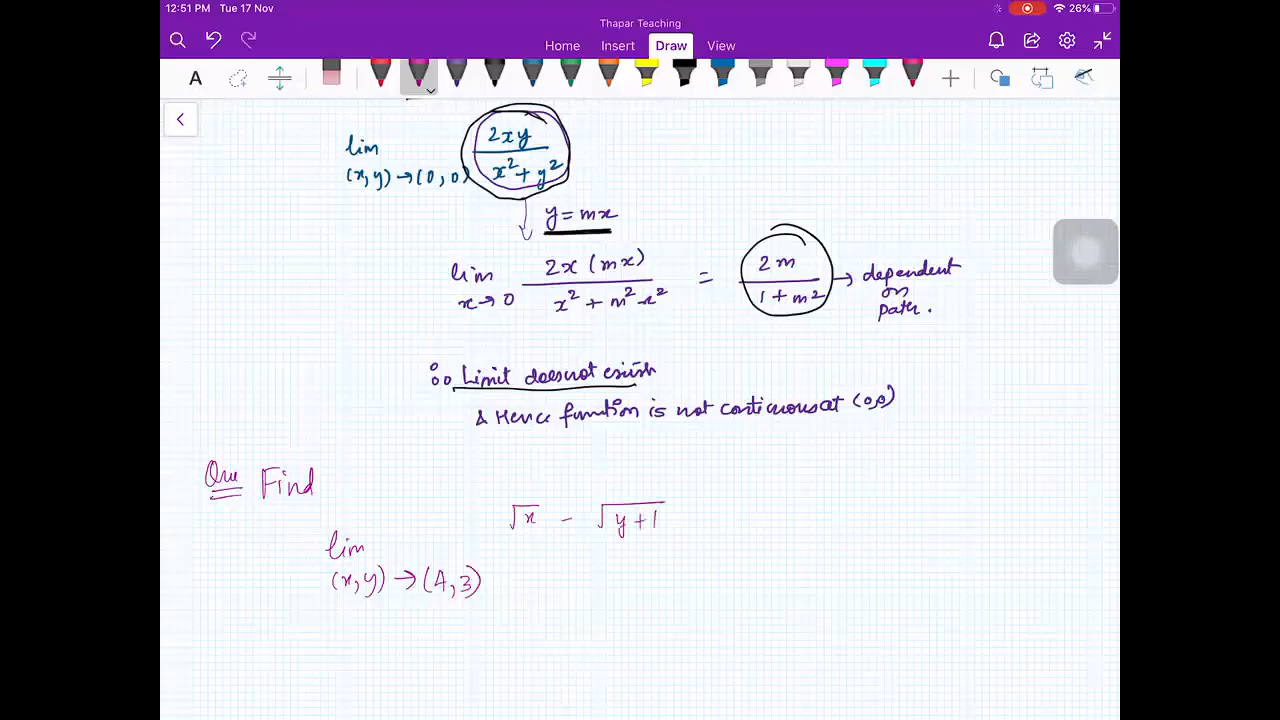 12:51 PM Tue 17 Nov
26%
Thapar Teaching
Home Insert Draw View
A
lim (x,y)→(0,0) 2xy / x²+y²
y=mx
lim x→0 2x(mx) / x²+m²x² = 2m / 1+m² → dependent on path.
∴ Limit does not exist
& Hence function is not continuous at (0,0)
Que Find
lim (x,y)→(4,3) √x - √y+1